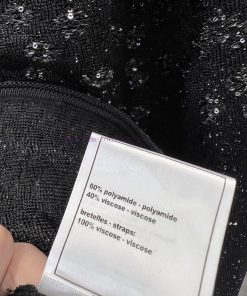 60% polyamide - polyamide
40% viscose - viscose
bretelles - straps:
100% viscose - viscose